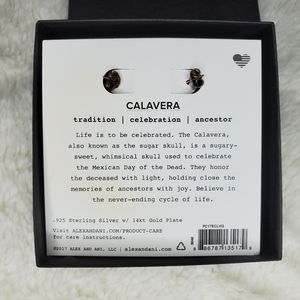 CALAVERA
tradition | celebration | ancestor
Life is to be celebrated. The Calavera,
also known as the sugar skull, is a sugary-
sweet, whimsical skull used to celebrate
the Mexican Day of the Dead. They honor
the deceased with light, holding close the
memories of ancestors with joy. Believe in
the never-ending cycle of life.
.925 Sterling Silver w/ 14kt Gold Plate
Visit ALEXANDANI.COM/PRODUCT-CARE
for care instructions.
©2017 ALEX AND ANI, LLC | alexandani.com
PC17ECLVG